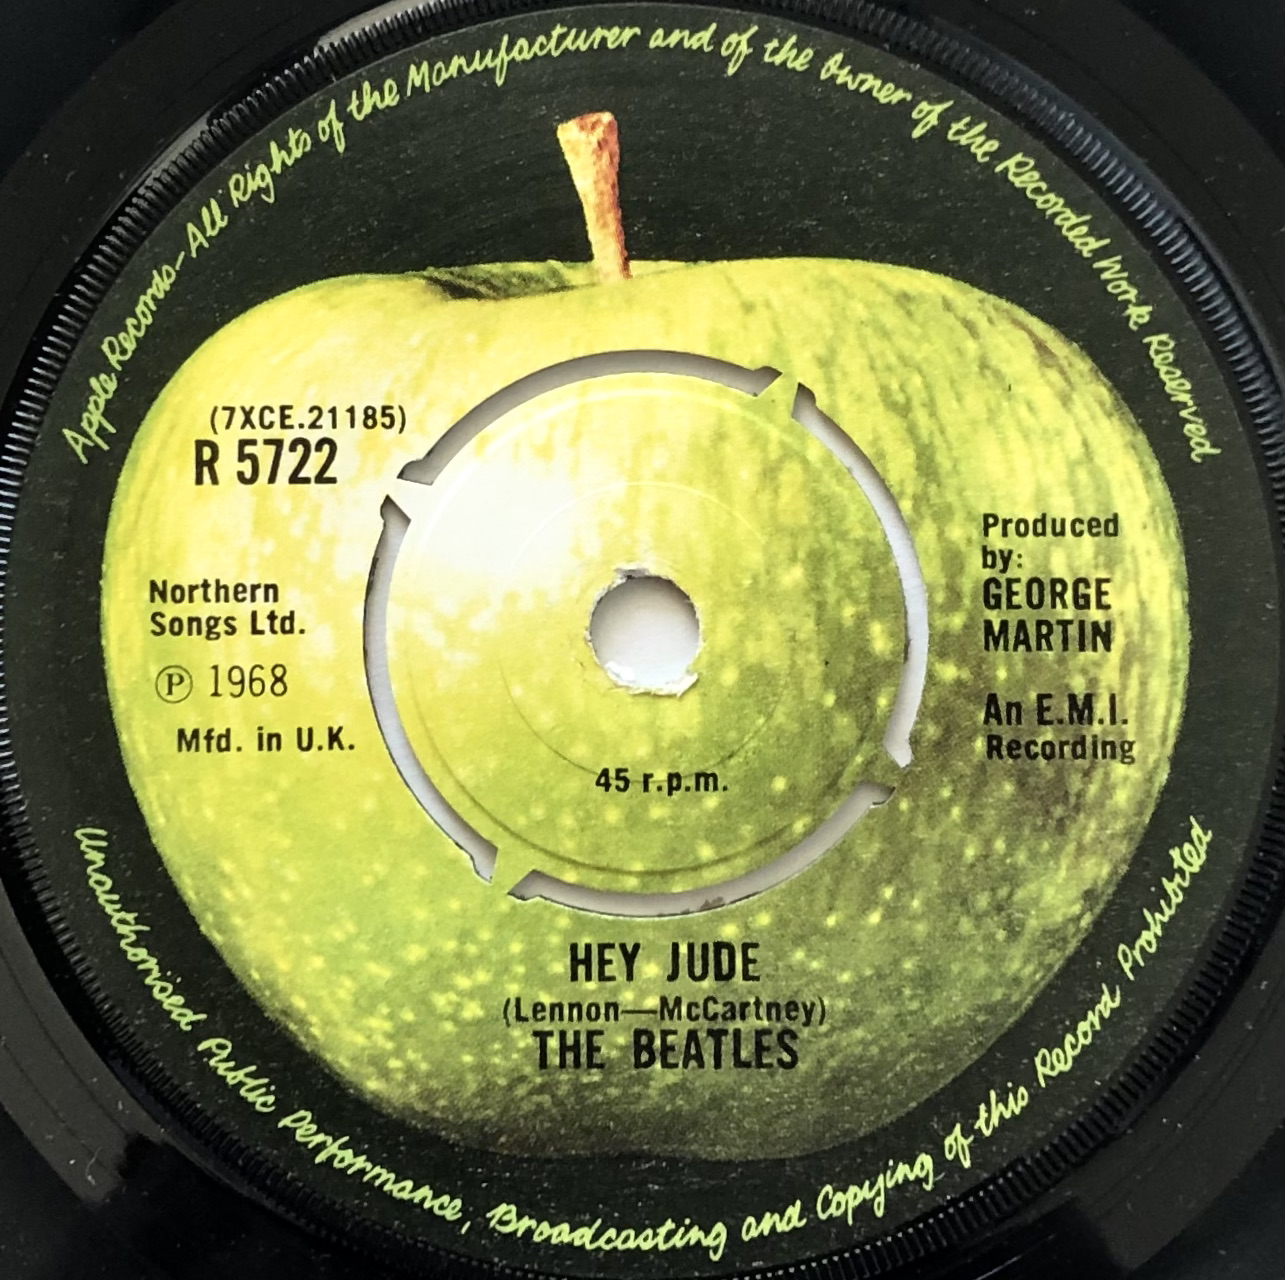 Apple Records—All Rights of the Manufacturer and of the Owner of the Recorded Work Reserved
(7XCE.21185)
R 5722
Northern
Songs Ltd.
℗ 1968
Mfd. in U.K.
Produced
by:
GEORGE
MARTIN
An E.M.I.
Recording
45 r.p.m.
HEY JUDE
(Lennon—McCartney)
THE BEATLES
Unauthorised Public Performance, Broadcasting and Copying of this Record Prohibited